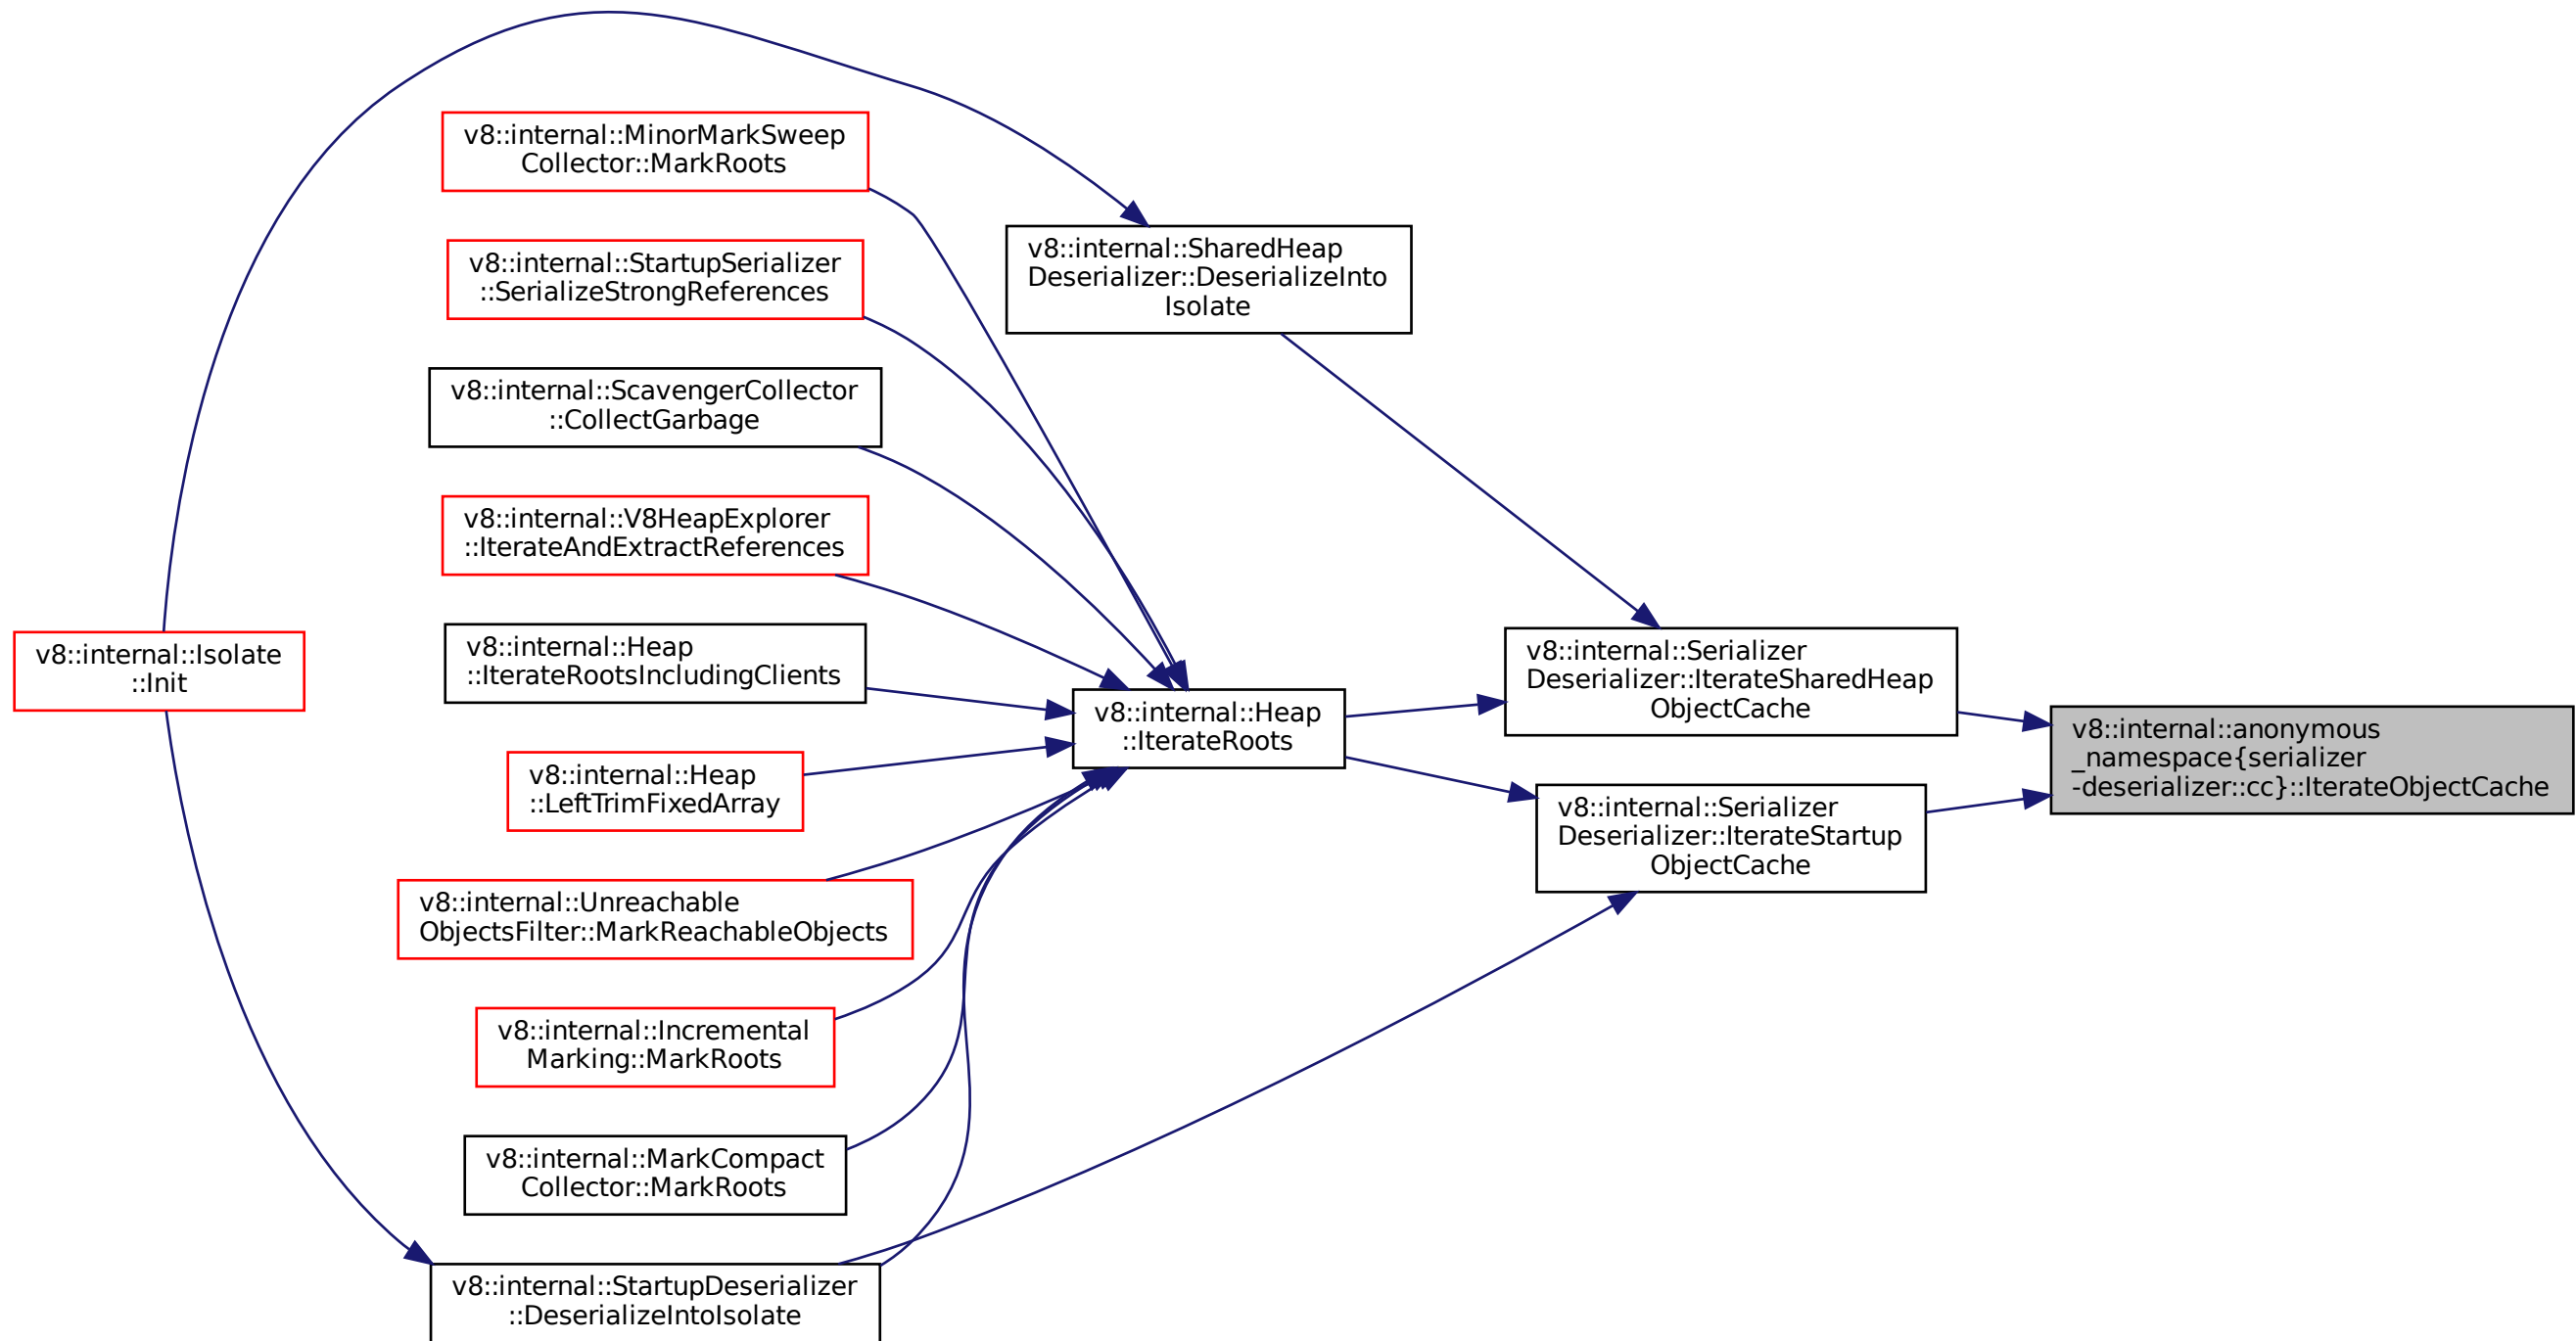 v8::internal::MinorMarkSweep
Collector::MarkRoots
v8::internal::SharedHeap
Deserializer::DeserializeInto
Isolate
v8::internal::StartupSerializer
::SerializeStrongReferences
v8::internal::ScavengerCollector
::CollectGarbage
v8::internal::V8HeapExplorer
::IterateAndExtractReferences
v8::internal::Isolate
::Init
v8::internal::Heap
::IterateRootsIncludingClients
v8::internal::Heap
::IterateRoots
v8::internal::Serializer
Deserializer::IterateSharedHeap
ObjectCache
v8::internal::anonymous
_namespace{serializer
-deserializer::cc}::IterateObjectCache
v8::internal::Heap
::LeftTrimFixedArray
v8::internal::Serializer
Deserializer::IterateStartup
ObjectCache
v8::internal::Unreachable
ObjectsFilter::MarkReachableObjects
v8::internal::Incremental
Marking::MarkRoots
v8::internal::MarkCompact
Collector::MarkRoots
v8::internal::StartupDeserializer
::DeserializeIntoIsolate